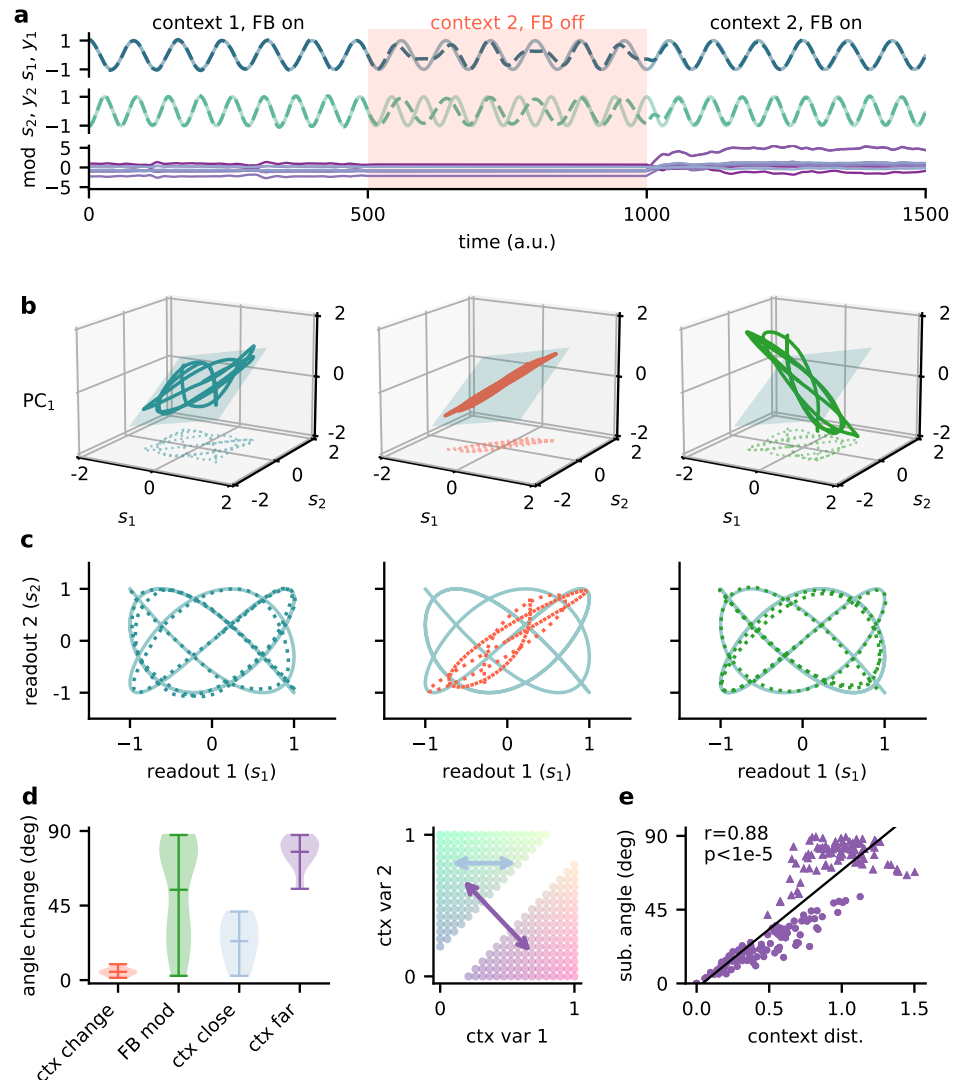 a
context 1, FB on
context 2, FB off
context 2, FB on
s1, y1
1
−1
s2, y2
1
−1
mod
5
0
−5
0
500
1000
1500
time (a.u.)
b
PC1
2
0
−2
-2
0
2
-2
0
2
s1
s2
2
0
−2
-2
0
2
-2
0
2
s1
s2
2
0
−2
-2
0
2
-2
0
2
s1
s2
c
readout 2 (s2)
1
0
−1
−1
0
1
−1
0
1
−1
0
1
readout 1 (s1)
readout 1 (s1)
readout 1 (s1)
d
angle change (deg)
90
45
0
ctx change
FB mod
ctx close
ctx far
ctx var 2
1
0
0
1
ctx var 1
e
r=0.88
p<1e-5
sub. angle (deg)
90
45
0
0.0
0.5
1.0
1.5
context dist.